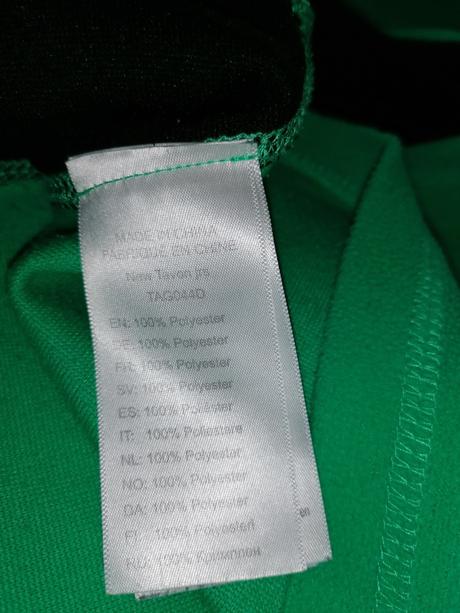 MADE IN CHINA
FABRIQUE EN CHINE
New Tavon jrs
TAG044D
EN: 100% Polyester
DE: 100% Polyester
FR: 100% Polyester
SV: 100% Polyester
ES: 100% Poliester
IT: 100% Poliestere
NL: 100% Polyester
NO: 100% Polyester
DA: 100% Polyester
FI: 100% Polyesteri
RU: 100% Кримплен
en